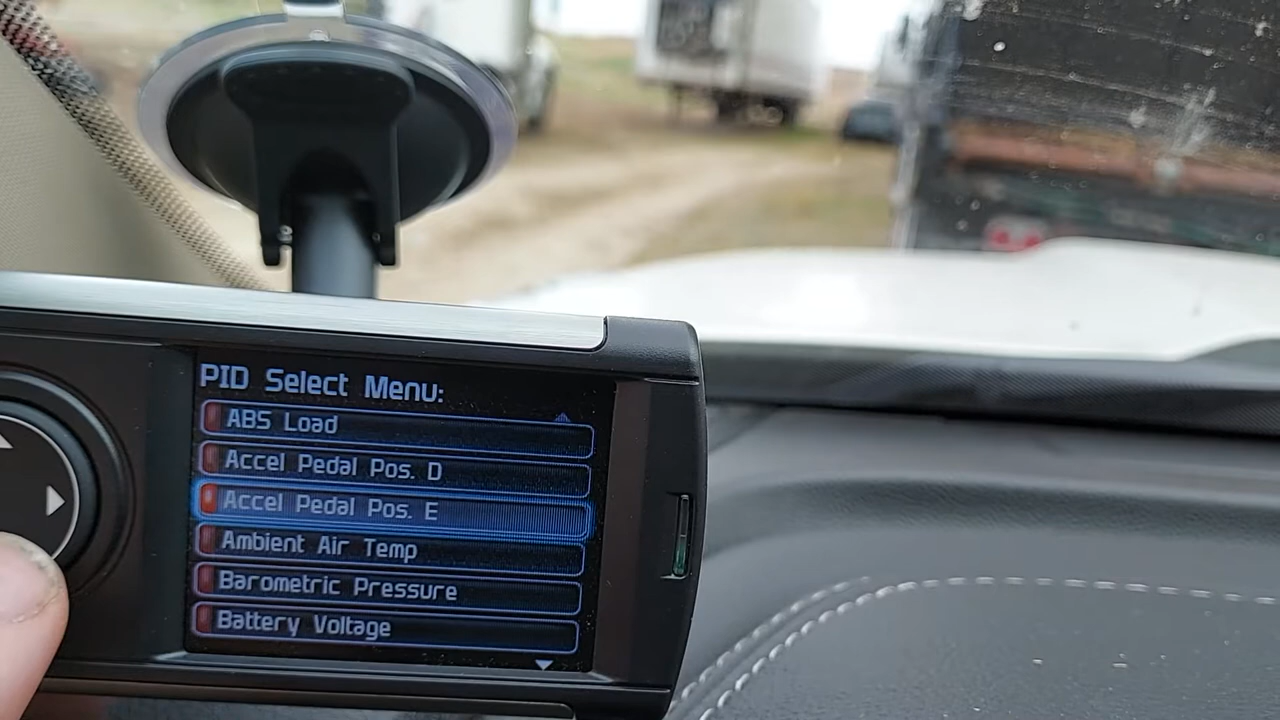 PID Select Menu:
ABS Load
Accel Pedal Pos. D
Accel Pedal Pos. E
Ambient Air Temp
Barometric Pressure
Battery Voltage